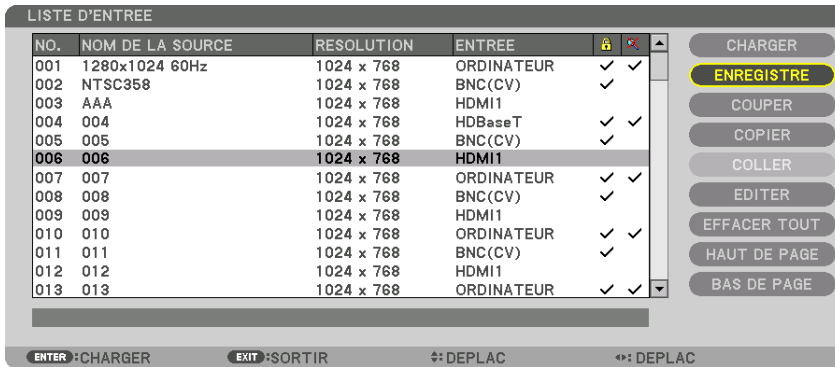 LISTE D'ENTREE
NO. NOM DE LA SOURCE RESOLUTION ENTREE
001 1280x1024 60Hz 1024 x 768 ORDINATEUR ✓ ✓
002 NTSC358 1024 x 768 BNC(CV) ✓
003 AAA 1024 x 768 HDMI1
004 004 1024 x 768 HDBaseT ✓ ✓
005 005 1024 x 768 BNC(CV) ✓
006 006 1024 x 768 HDMI1
007 007 1024 x 768 ORDINATEUR ✓ ✓
008 008 1024 x 768 BNC(CV) ✓
009 009 1024 x 768 HDMI1
010 010 1024 x 768 ORDINATEUR ✓ ✓
011 011 1024 x 768 BNC(CV) ✓
012 012 1024 x 768 HDMI1
013 013 1024 x 768 ORDINATEUR ✓ ✓
CHARGER
ENREGISTRE
COUPER
COPIER
COLLER
EDITER
EFFACER TOUT
HAUT DE PAGE
BAS DE PAGE
ENTER :CHARGER EXIT :SORTIR :DEPLAC :DEPLAC